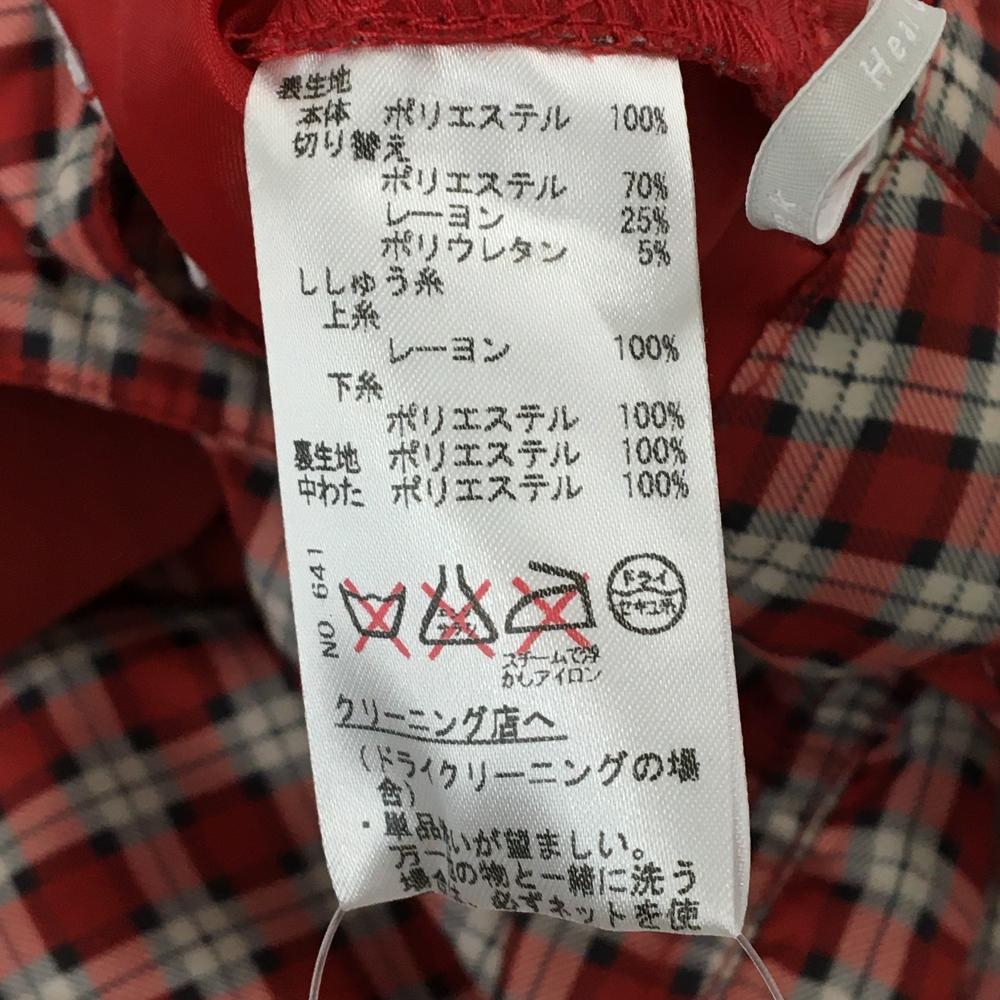 表生地
本体 ポリエステル 100%
切り替え
ポリエステル 70%
レーヨン 25%
ポリウレタン 5%
ししゅう糸
上糸
レーヨン 100%
下糸
ポリエステル 100%
裏生地 ポリエステル 100%
中わた ポリエステル 100%
NO. 641
ドライ
セキユ系
スチームで浮
かしアイロン
クリーニング店へ
(ドライクリーニングの場
合)
・単品
いが望ましい。
万一
の物と一緒に洗う
場合
必ずネットを使